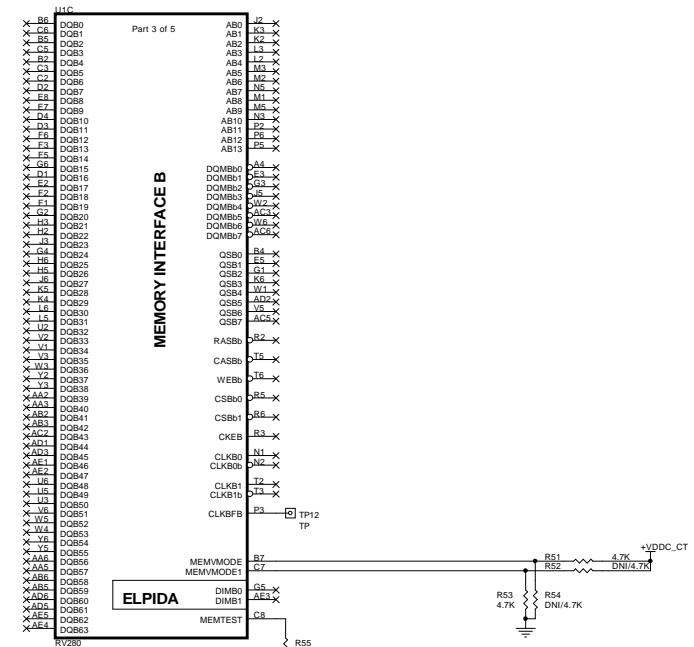 U1C
Part 3 of 5
B6 DQB0
C6 DQB1
B5 DQB2
C5 DQB3
B2 DQB4
C3 DQB5
C2 DQB6
D2 DQB7
E8 DQB8
E7 DQB9
D4 DQB10
D3 DQB11
F6 DQB12
F3 DQB13
F5 DQB14
G6 DQB15
D1 DQB16
E2 DQB17
F2 DQB18
F1 DQB19
G2 DQB20
H3 DQB21
H2 DQB22
J3 DQB23
G4 DQB24
H6 DQB25
H5 DQB26
J6 DQB27
K5 DQB28
K4 DQB29
L6 DQB30
L5 DQB31
U2 DQB32
V2 DQB33
V1 DQB34
V3 DQB35
W3 DQB36
Y2 DQB37
Y3 DQB38
AA2 DQB39
AA3 DQB40
AB2 DQB41
AB3 DQB42
AC2 DQB43
AD1 DQB44
AD3 DQB45
AE1 DQB46
AE2 DQB47
U6 DQB48
U5 DQB49
U3 DQB50
V6 DQB51
W5 DQB52
W4 DQB53
Y6 DQB54
Y5 DQB55
AA6 DQB56
AA5 DQB57
AB6 DQB58
AB5 DQB59
AD6 DQB60
AD5 DQB61
AE5 DQB62
AE4 DQB63
RV280
MEMORY INTERFACE B
ELPIDA
AB0 J2
AB1 K3
AB2 K2
AB3 L3
AB4 L2
AB5 M3
AB6 M2
AB7 N5
AB8 M1
AB9 M5
AB10 N3
AB11 P2
AB12 P6
AB13 P5
DQMBb0 A4
DQMBb1 E3
DQMBb2 G3
DQMBb3 J5
DQMBb4 W2
DQMBb5 AC3
DQMBb6 W6
DQMBb7 AC6
QSB0 B4
QSB1 E5
QSB2 G1
QSB3 K6
QSB4 W1
QSB5 AD2
QSB6 V5
QSB7 AC5
RASBb R2
CASBb T5
WEBb T6
CSBb0 R5
CSBb1 R6
CKEB R3
CLKB0 N1
CLKB0b N2
CLKB1 T2
CLKB1b T3
CLKBFB P3
TP12
TP
MEMVMODE B7
MEMVMODE1 C7
DIMB0 G5
DIMB1 AE3
MEMTEST C8
R55
+VDDC_CT
R51 4.7K
R52 DNI/4.7K
R53
4.7K
R54
DNI/4.7K